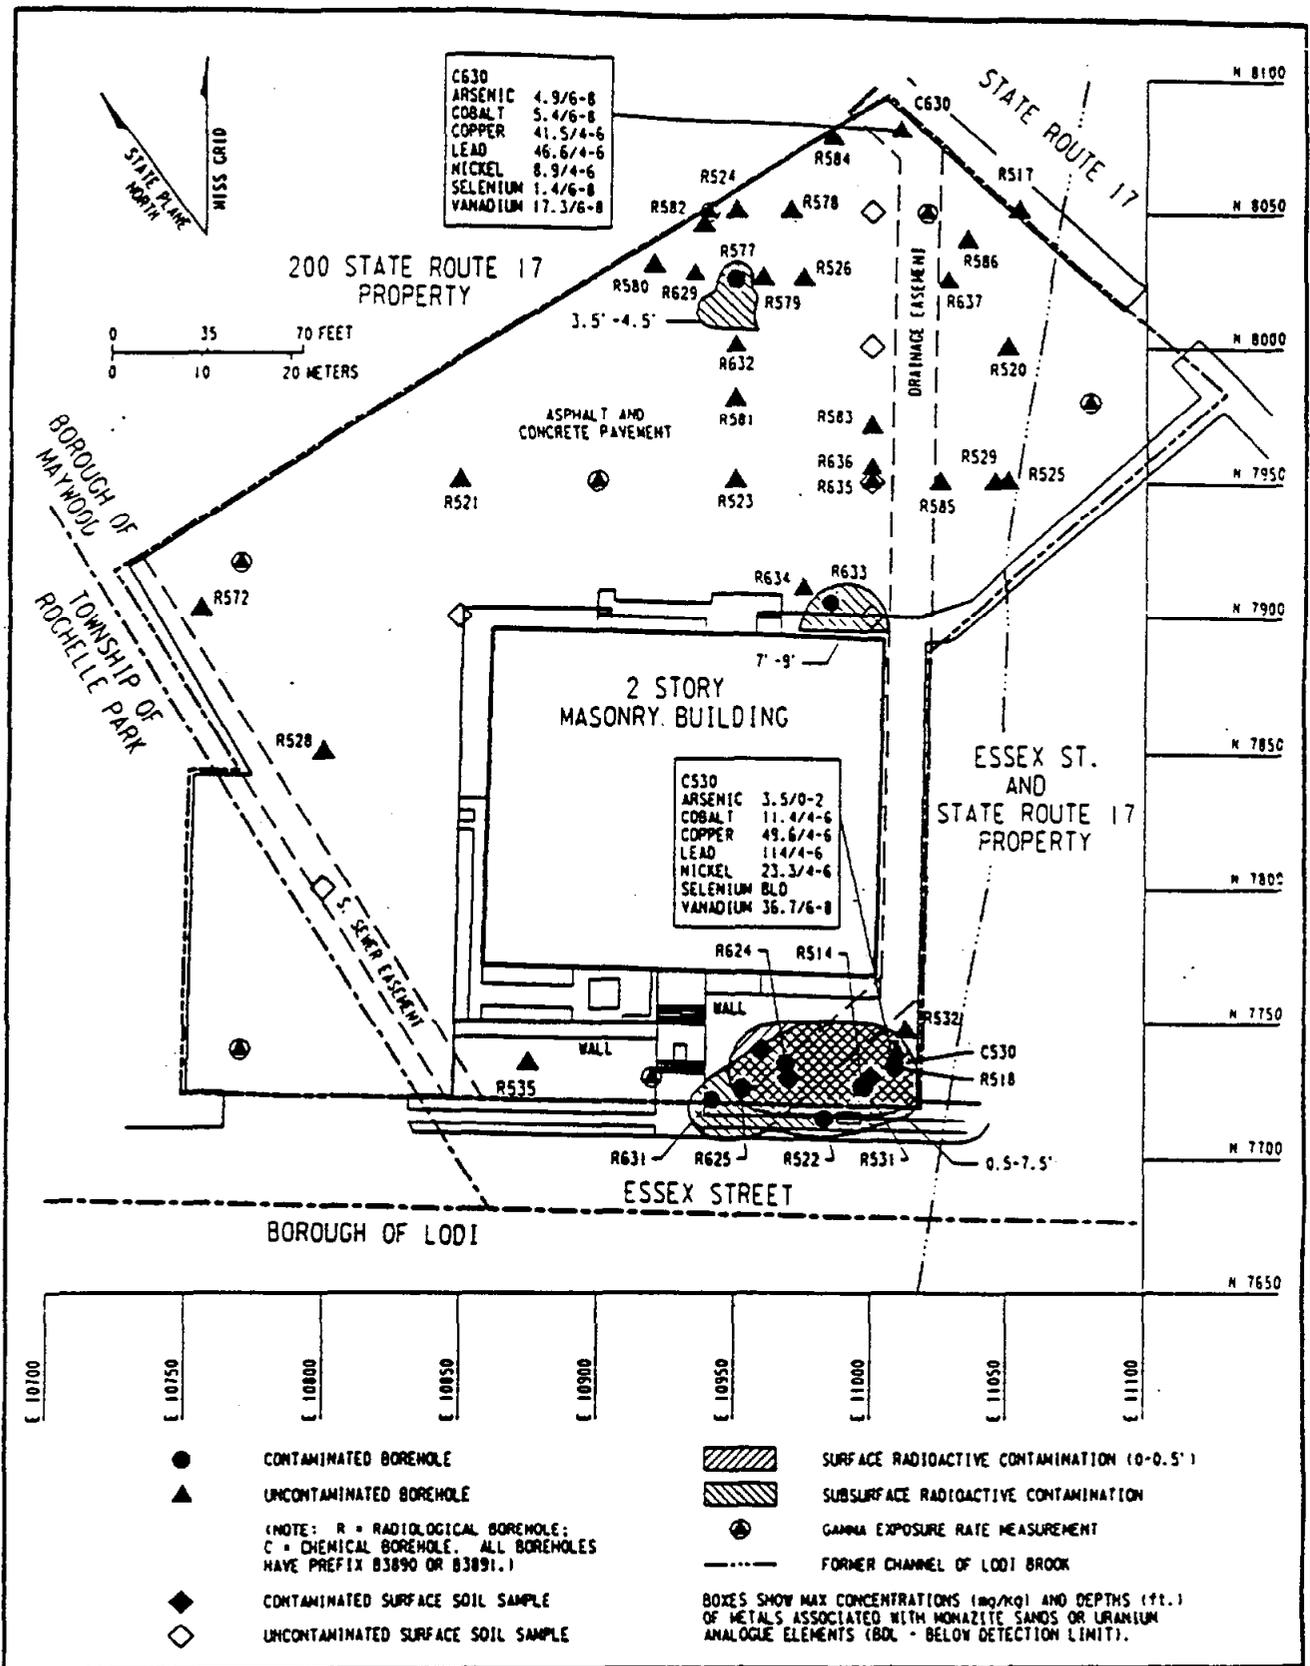 C630
ARSENIC 4.9/6-8
COBALT 5.4/6-8
COPPER 41.5/4-6
LEAD 46.6/4-6
NICKEL 8.9/4-6
SELENIUM 1.4/6-8
VANADIUM 17.3/6-8
STATE PLANE
NORTH
MISS GRID
C630
STATE ROUTE 17
N 8100
R584
R524
R517
R582
R578
N 8050
R577
R586
200 STATE ROUTE 17
PROPERTY
R580
R629
R579
R526
R637
DRAINAGE EASEMENT
3.5'-4.5'
0 35 70 FEET
0 10 20 METERS
R632
R520
N 8000
ASPHALT AND
CONCRETE PAVEMENT
R581
R583
BOROUGH OF
MAYWOOD
R636
R635
R529
R525
N 7950
R521
R523
R585
R634
R633
R572
N 7900
TOWNSHIP OF
ROCHELLE PARK
7'-9'
2 STORY
MASONRY. BUILDING
R528
N 7850
ESSEX ST.
AND
STATE ROUTE 17
PROPERTY
C530
ARSENIC 3.5/0-2
COBALT 11.4/4-6
COPPER 49.6/4-6
LEAD 114/4-6
NICKEL 23.3/4-6
SELENIUM BLD
VANADIUM 36.7/6-8
N 7800
S. SEWER EASEMENT
R624
R514
WALL
R532
N 7750
WALL
C530
R535
R518
R631
R625
R522
R531
0.5-7.5'
N 7700
ESSEX STREET
BOROUGH OF LODI
N 7650
E 10700
E 10750
E 10800
E 10850
E 10900
E 10950
E 11000
E 11050
E 11100
CONTAMINATED BOREHOLE
UNCONTAMINATED BOREHOLE
(NOTE: R = RADIOLOGICAL BOREHOLE;
C = CHEMICAL BOREHOLE. ALL BOREHOLES
HAVE PREFIX B3890 OR B3891.)
CONTAMINATED SURFACE SOIL SAMPLE
UNCONTAMINATED SURFACE SOIL SAMPLE
SURFACE RADIOACTIVE CONTAMINATION (0-0.5')
SUBSURFACE RADIOACTIVE CONTAMINATION
GAMMA EXPOSURE RATE MEASUREMENT
FORMER CHANNEL OF LODI BROOK
BOXES SHOW MAX CONCENTRATIONS (mg/kg) AND DEPTHS (ft.)
OF METALS ASSOCIATED WITH MONAZITE SANDS OR URANIUM
ANALOGUE ELEMENTS (BDL - BELOW DETECTION LIMIT).